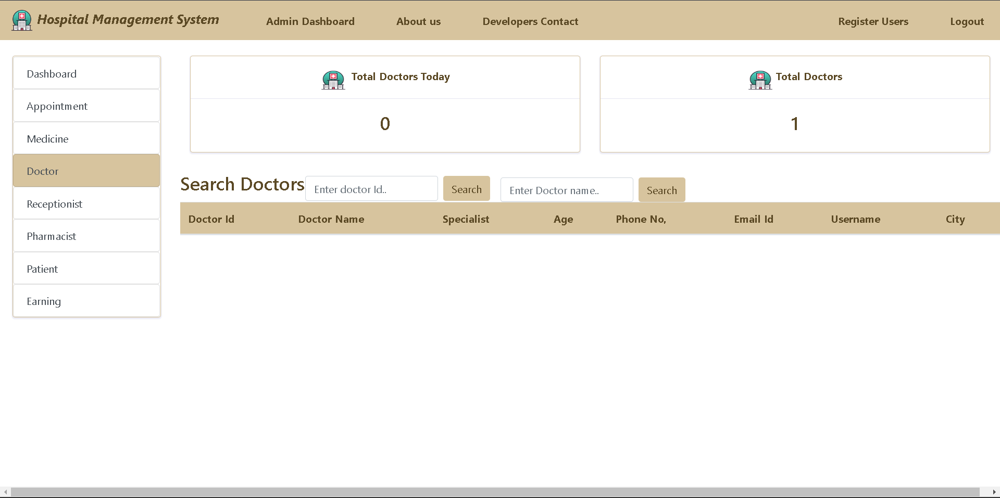 Hospital Management System
Admin Dashboard
About us
Developers Contact
Register Users
Logout
Dashboard
Appointment
Medicine
Doctor
Receptionist
Pharmacist
Patient
Earning
Total Doctors Today
0
Total Doctors
1
Search Doctors
Enter doctor Id..
Search
Enter Doctor name..
Search
Doctor Id
Doctor Name
Specialist
Age
Phone No,
Email Id
Username
City